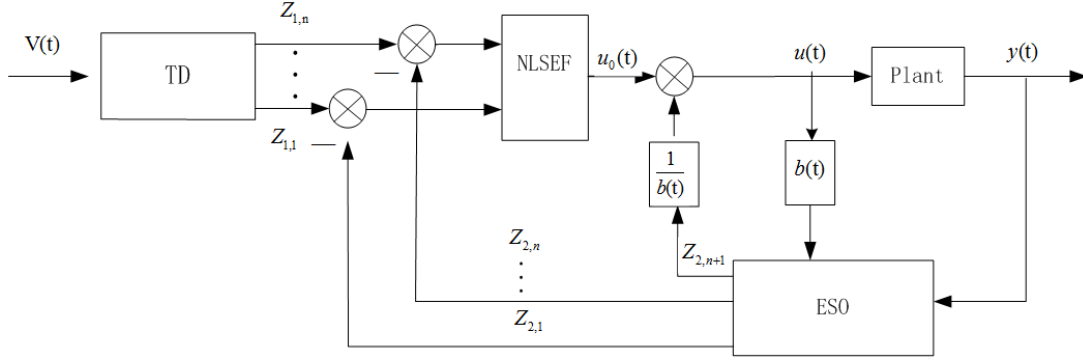 Z₁,ₙ
V(t)
TD
NLSEF
u₀(t)
u(t)
Plant
y(t)
Z₁,₁
1
b(t)
b(t)
Z₂,ₙ
Z₂,ₙ₊₁
Z₂,₁
ESO